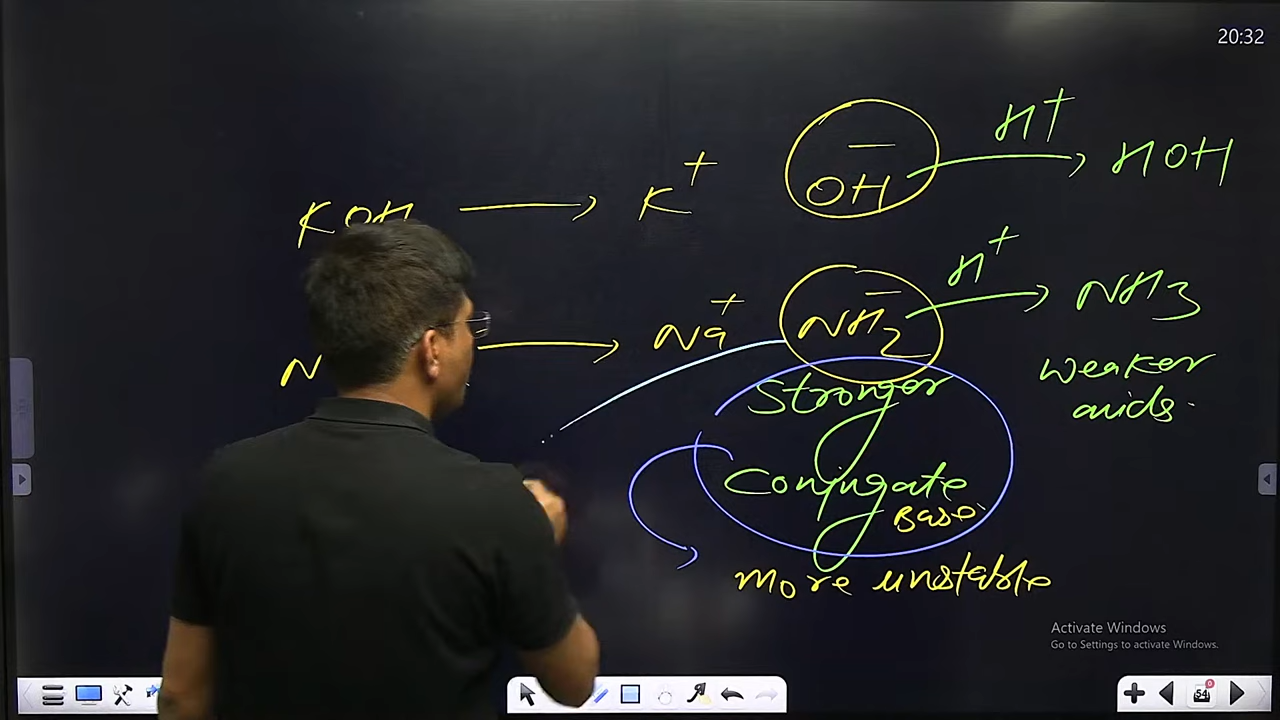 20:32
H+
KOH → K+ OH− → HOH
H+
N → Na+ NH2− → NH3
Stronger
Weaker
acids.
Conjugate
Base.
More unstable
Activate Windows
Go to Settings to activate Windows.
54